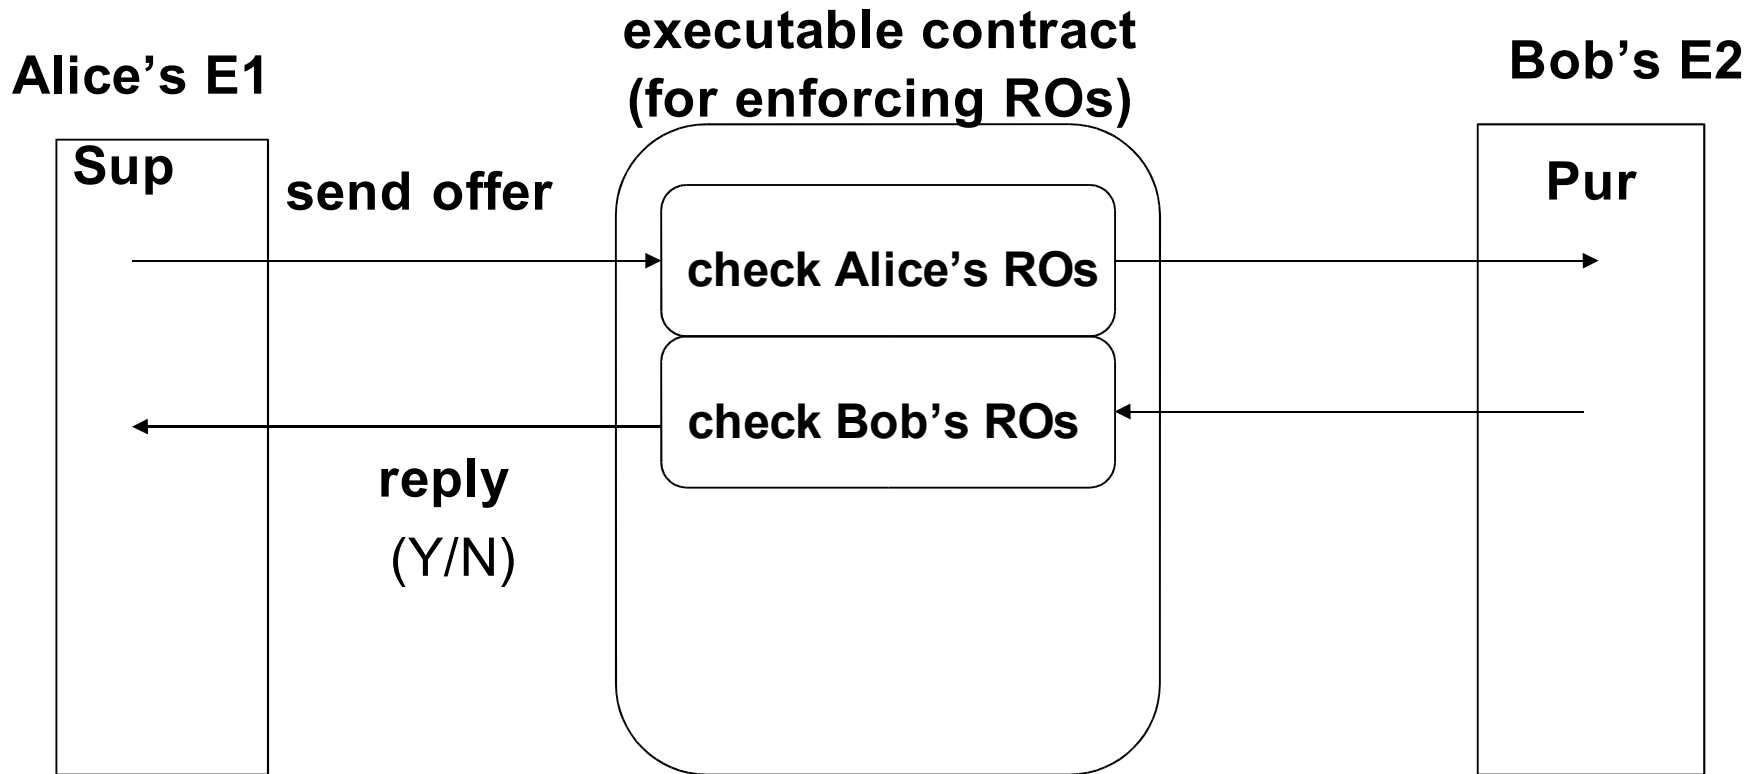 executable contract
(for enforcing ROs)
Alice’s E1
Bob’s E2
Sup
Pur
send offer
check Alice’s ROs
check Bob’s ROs
reply
(Y/N)